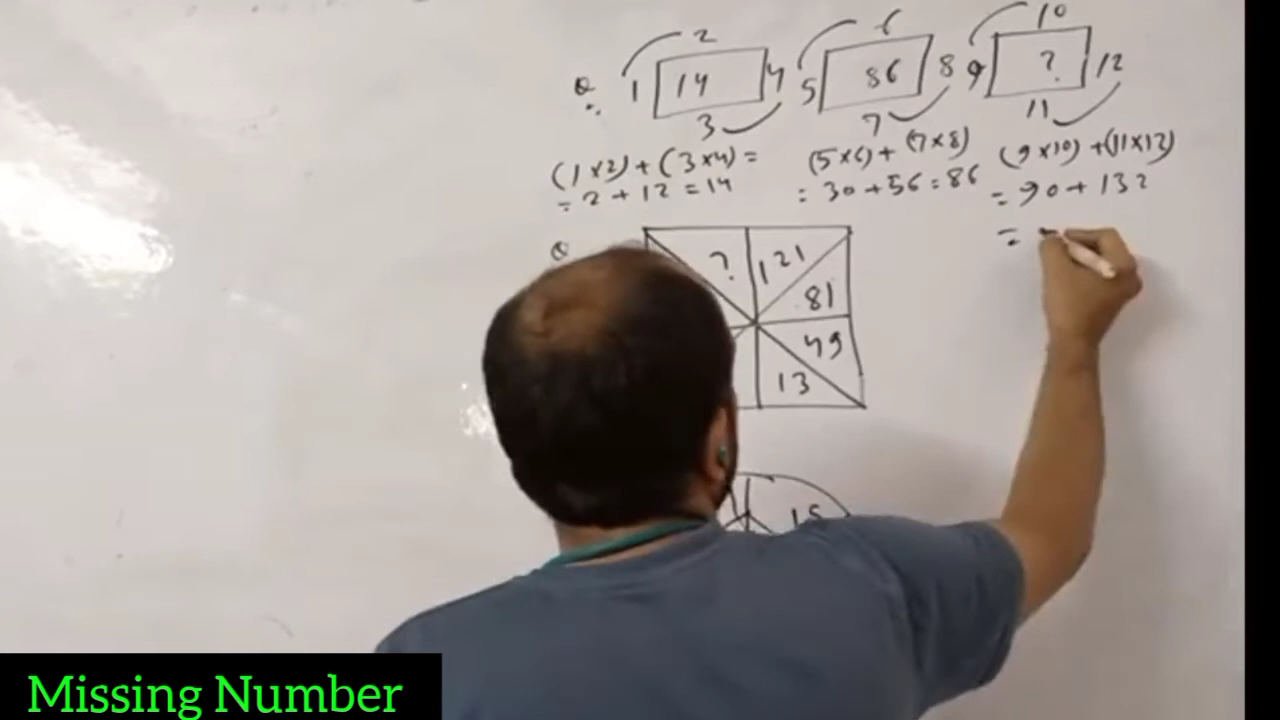 2 6 10
Q. 1 14 4 5 86 8 9 ? 12
3 7 11
(1×2) + (3×4) = (5×6) + (7×8) (9×10) + (11×12)
= 2 + 12 = 14 = 30 + 56 = 86 = 90 + 132
=
Q ? 121
81
49
13
15
Missing Number